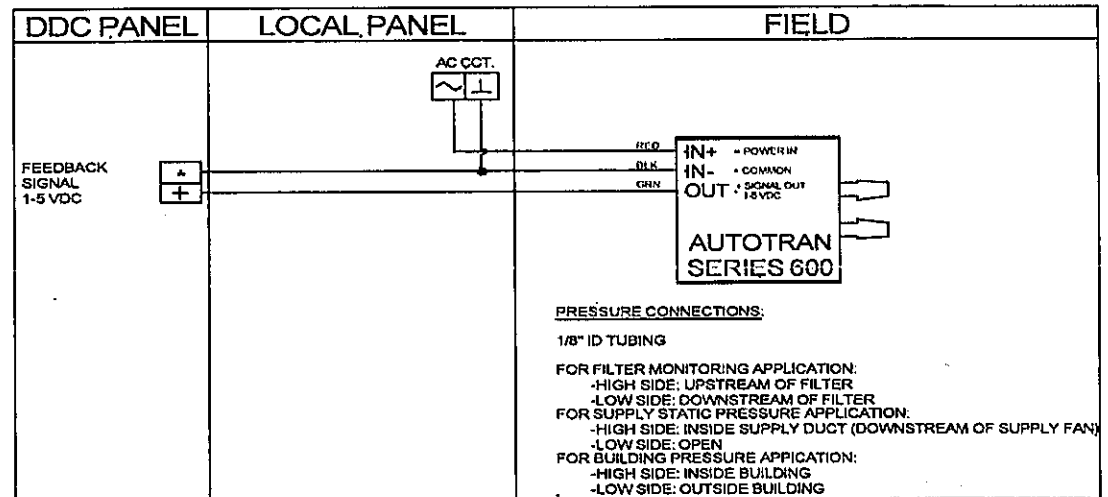 DDC PANEL
LOCAL PANEL
FIELD
AC CCT.
FEEDBACK
SIGNAL
1-5 VDC
+
RED
BLK
GRN
IN+ = POWER IN
IN- = COMMON
OUT = SIGNAL OUT
1-5 VDC
AUTOTRAN
SERIES 600
PRESSURE CONNECTIONS:
1/8" ID TUBING
FOR FILTER MONITORING APPLICATION:
-HIGH SIDE: UPSTREAM OF FILTER
-LOW SIDE: DOWNSTREAM OF FILTER
FOR SUPPLY STATIC PRESSURE APPLICATION:
-HIGH SIDE: INSIDE SUPPLY DUCT (DOWNSTREAM OF SUPPLY FAN)
-LOW SIDE: OPEN
FOR BUILDING PRESSURE APPICATION:
-HIGH SIDE: INSIDE BUILDING
-LOW SIDE: OUTSIDE BUILDING